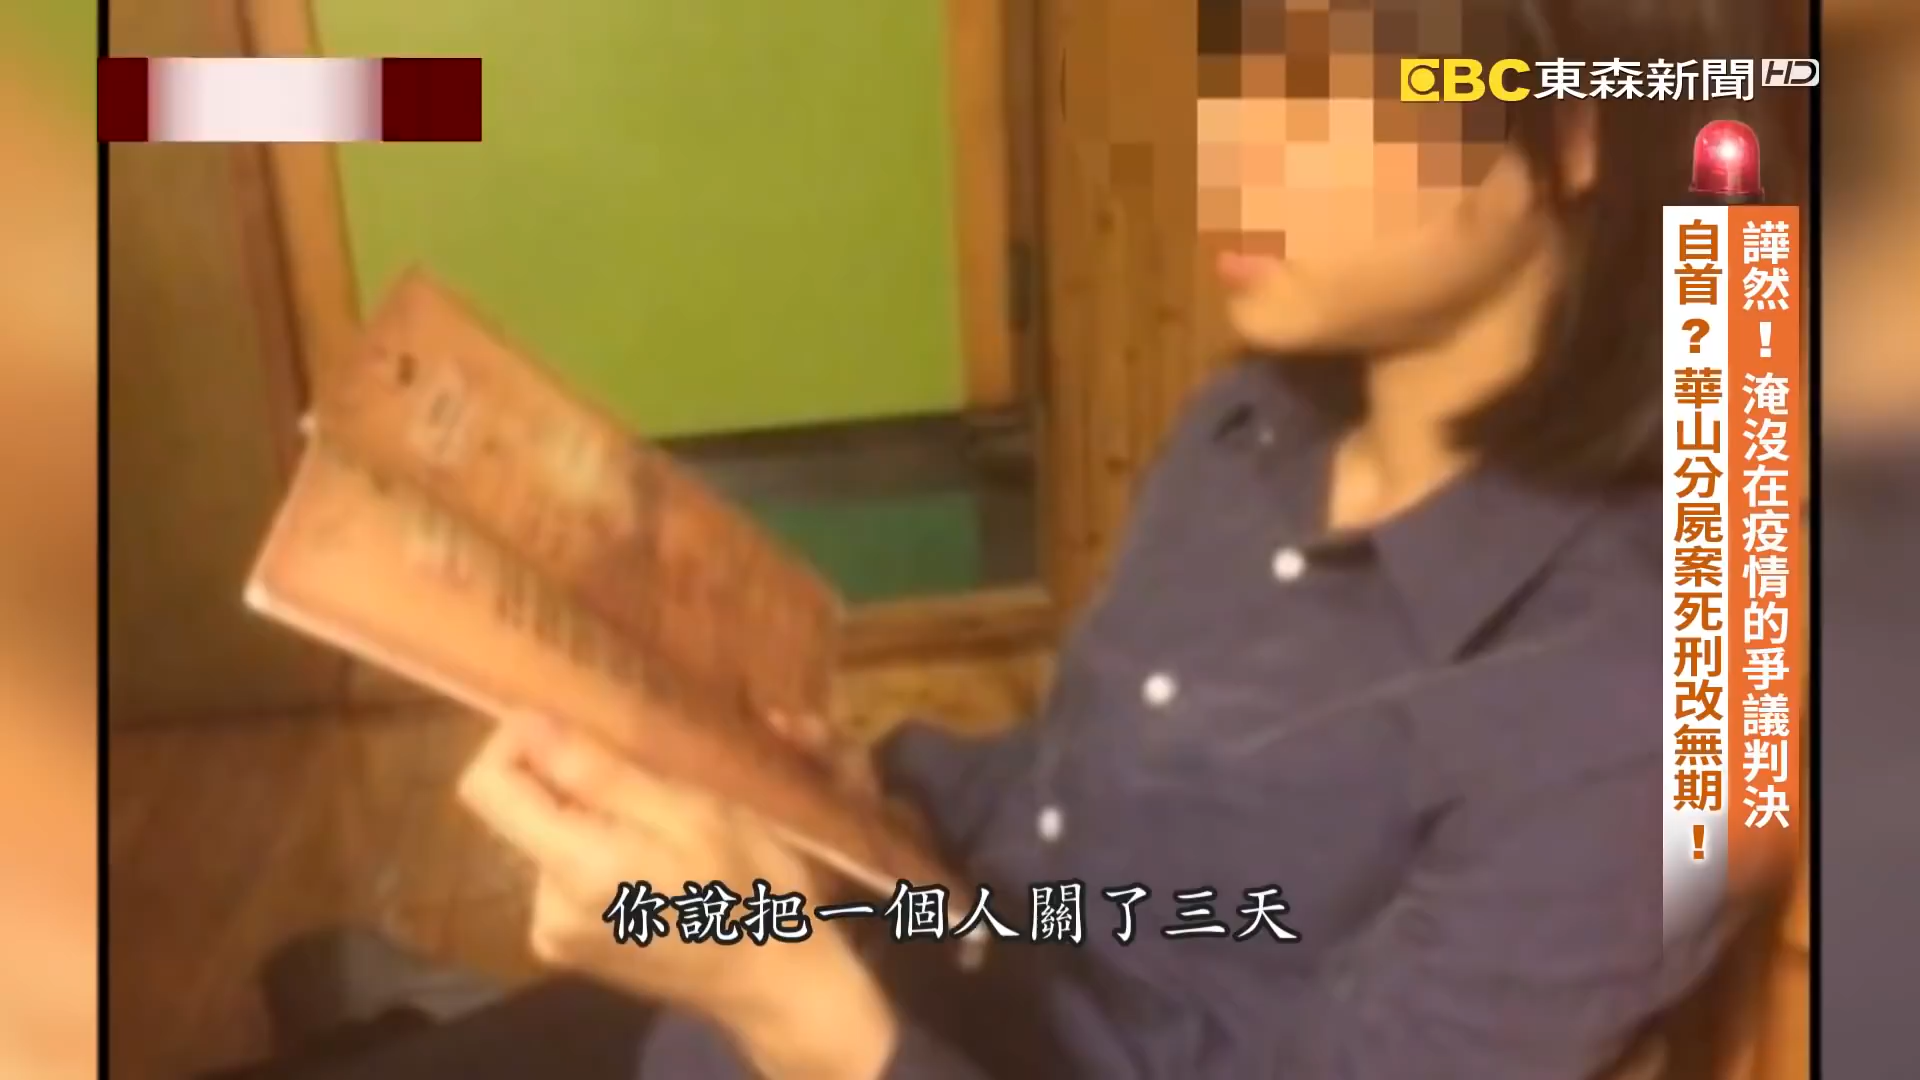 EBC東森新聞HD
譁然!淹沒在疫情的爭議判決
自首?華山分屍案死刑改無期!
你說把一個人關了三天